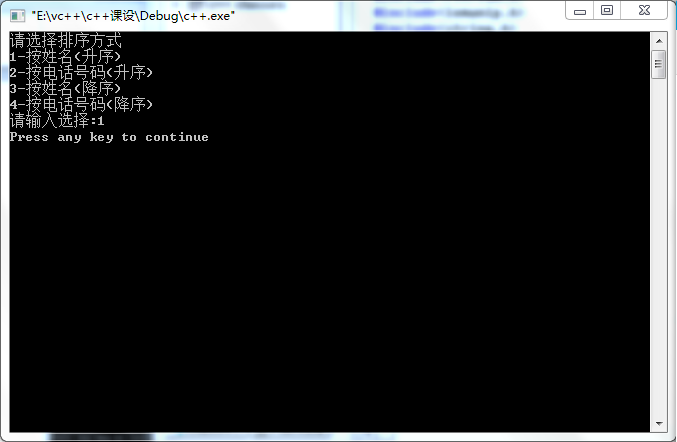 #include<iomanip.h>
"E:\vc++\c++课设\Debug\c++.exe"
请选择排序方式
1-按姓名(升序)
2-按电话号码(升序)
3-按姓名(降序)
4-按电话号码(降序)
请输入选择:1
Press any key to continue